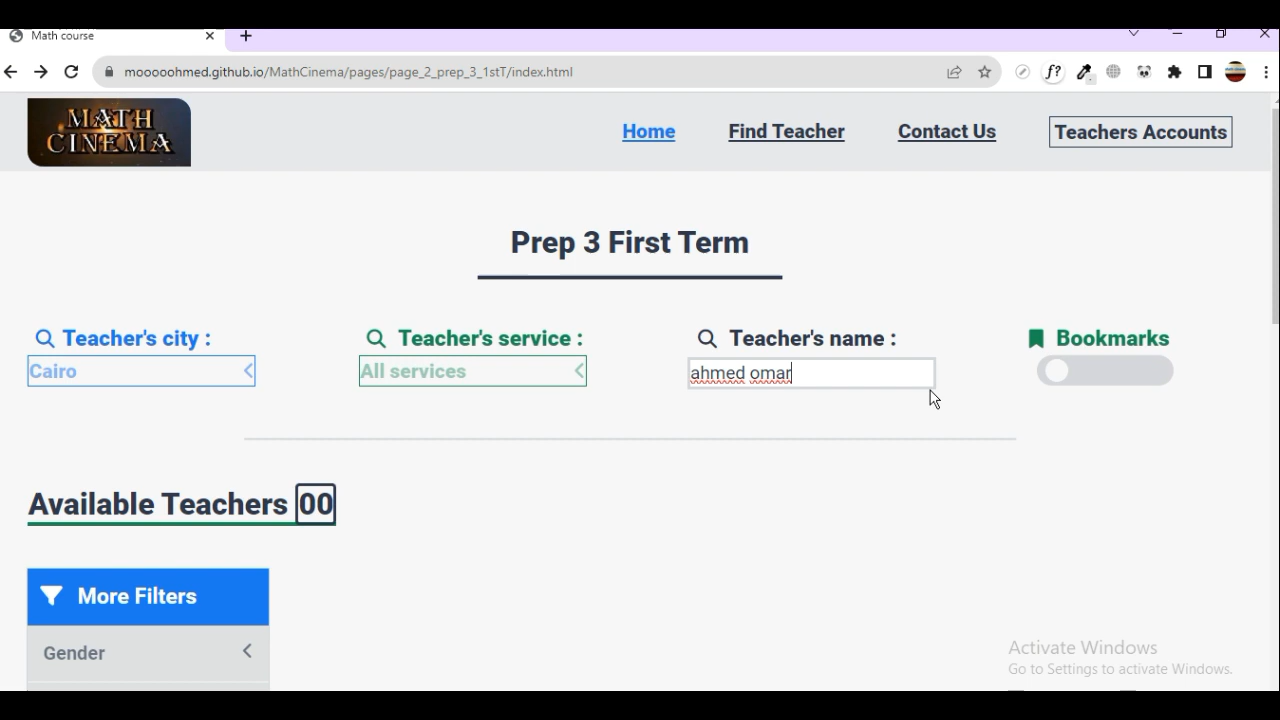 Math course
mooooohmed.github.io/MathCinema/pages/page_2_prep_3_1stT/index.html
f?
MATH
CINEMA
Home
Find Teacher
Contact Us
Teachers Accounts
Prep 3 First Term
Teacher's city :
Teacher's service :
Teacher's name :
Bookmarks
Cairo
All services
ahmed omar
Available Teachers 00
More Filters
Gender
Activate Windows
Go to Settings to activate Windows.